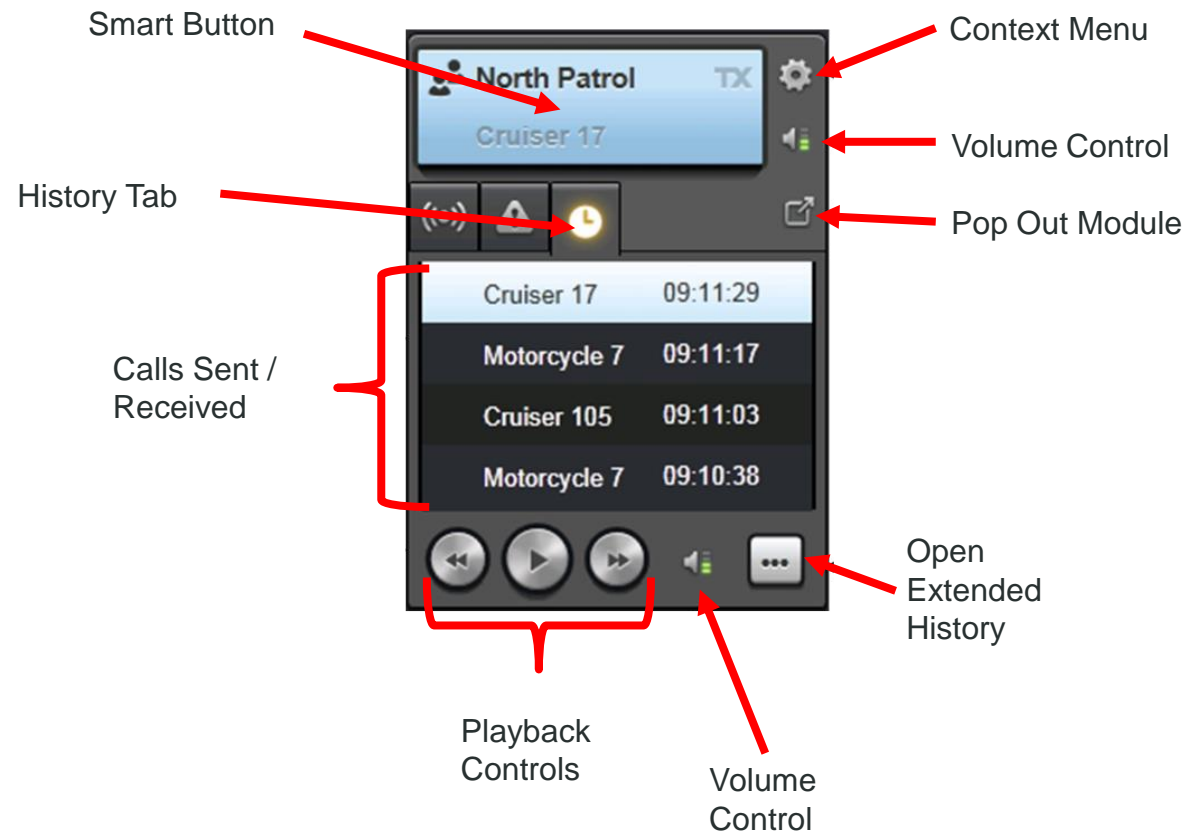 Smart Button
Context Menu
North Patrol TX
Cruiser 17
Volume Control
History Tab
Pop Out Module
Cruiser 17 09:11:29
Motorcycle 7 09:11:17
Calls Sent /
Received
Cruiser 105 09:11:03
Motorcycle 7 09:10:38
Open
Extended
History
Playback
Controls
Volume
Control